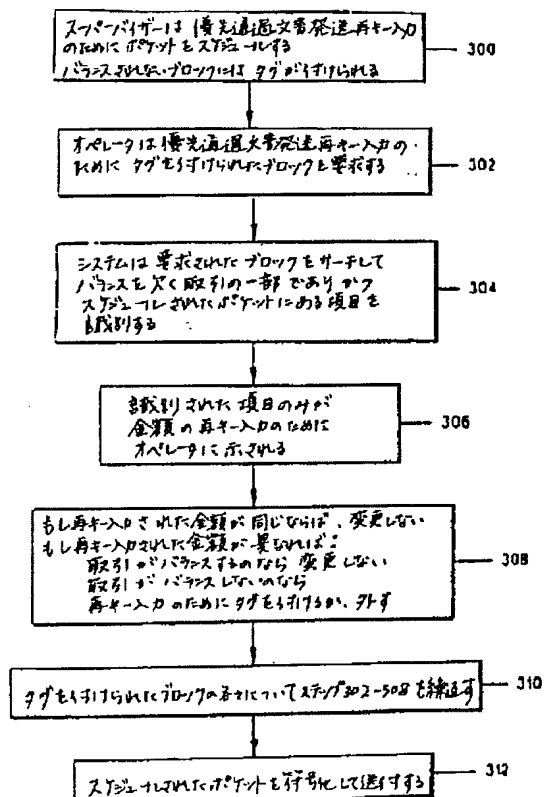 スーパーバイザーは 優先通過文書発送再キー入力
のためにポケットをスケジュールする
バランスされないブロックには タグが付けられる
300
オペレータは優先通過文書発送再キー入力の
ために タグを付けられたブロックを要求する
302
システムは 要求されたブロックをサーチして
バランスを欠く取引の一部でありかつ
スケジュールされたポケットにある項目を
識別する
304
識別された項目のみが
金額の再キー入力のために
オペレータに示される
306
もし再キー入力された金額が同じならば、変更しない
もし再キー入力された金額が異なれば:
取引がバランスするのなら 変更しない
取引が バランスしないのなら
再キー入力のためにタグを付けるか、外す
308
タグを付けられたブロックの各々についてステップ302-308を繰返す
310
スケジュールされたポケットを符号化して送付する
312